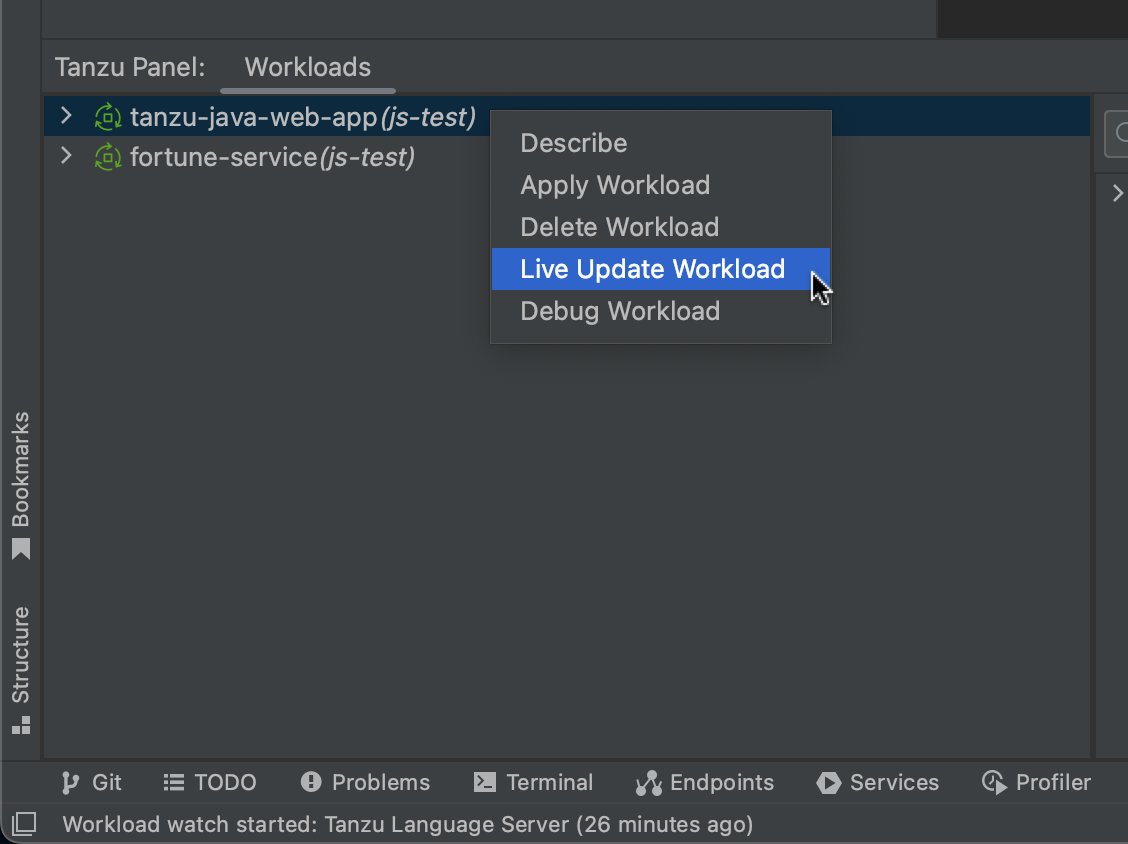 Tanzu Panel: Workloads
tanzu-java-web-app(js-test)
fortune-service(js-test)
Describe
Apply Workload
Delete Workload
Live Update Workload
Debug Workload
Bookmarks
Structure
Git TODO Problems Terminal Endpoints Services Profiler
Workload watch started: Tanzu Language Server (26 minutes ago)